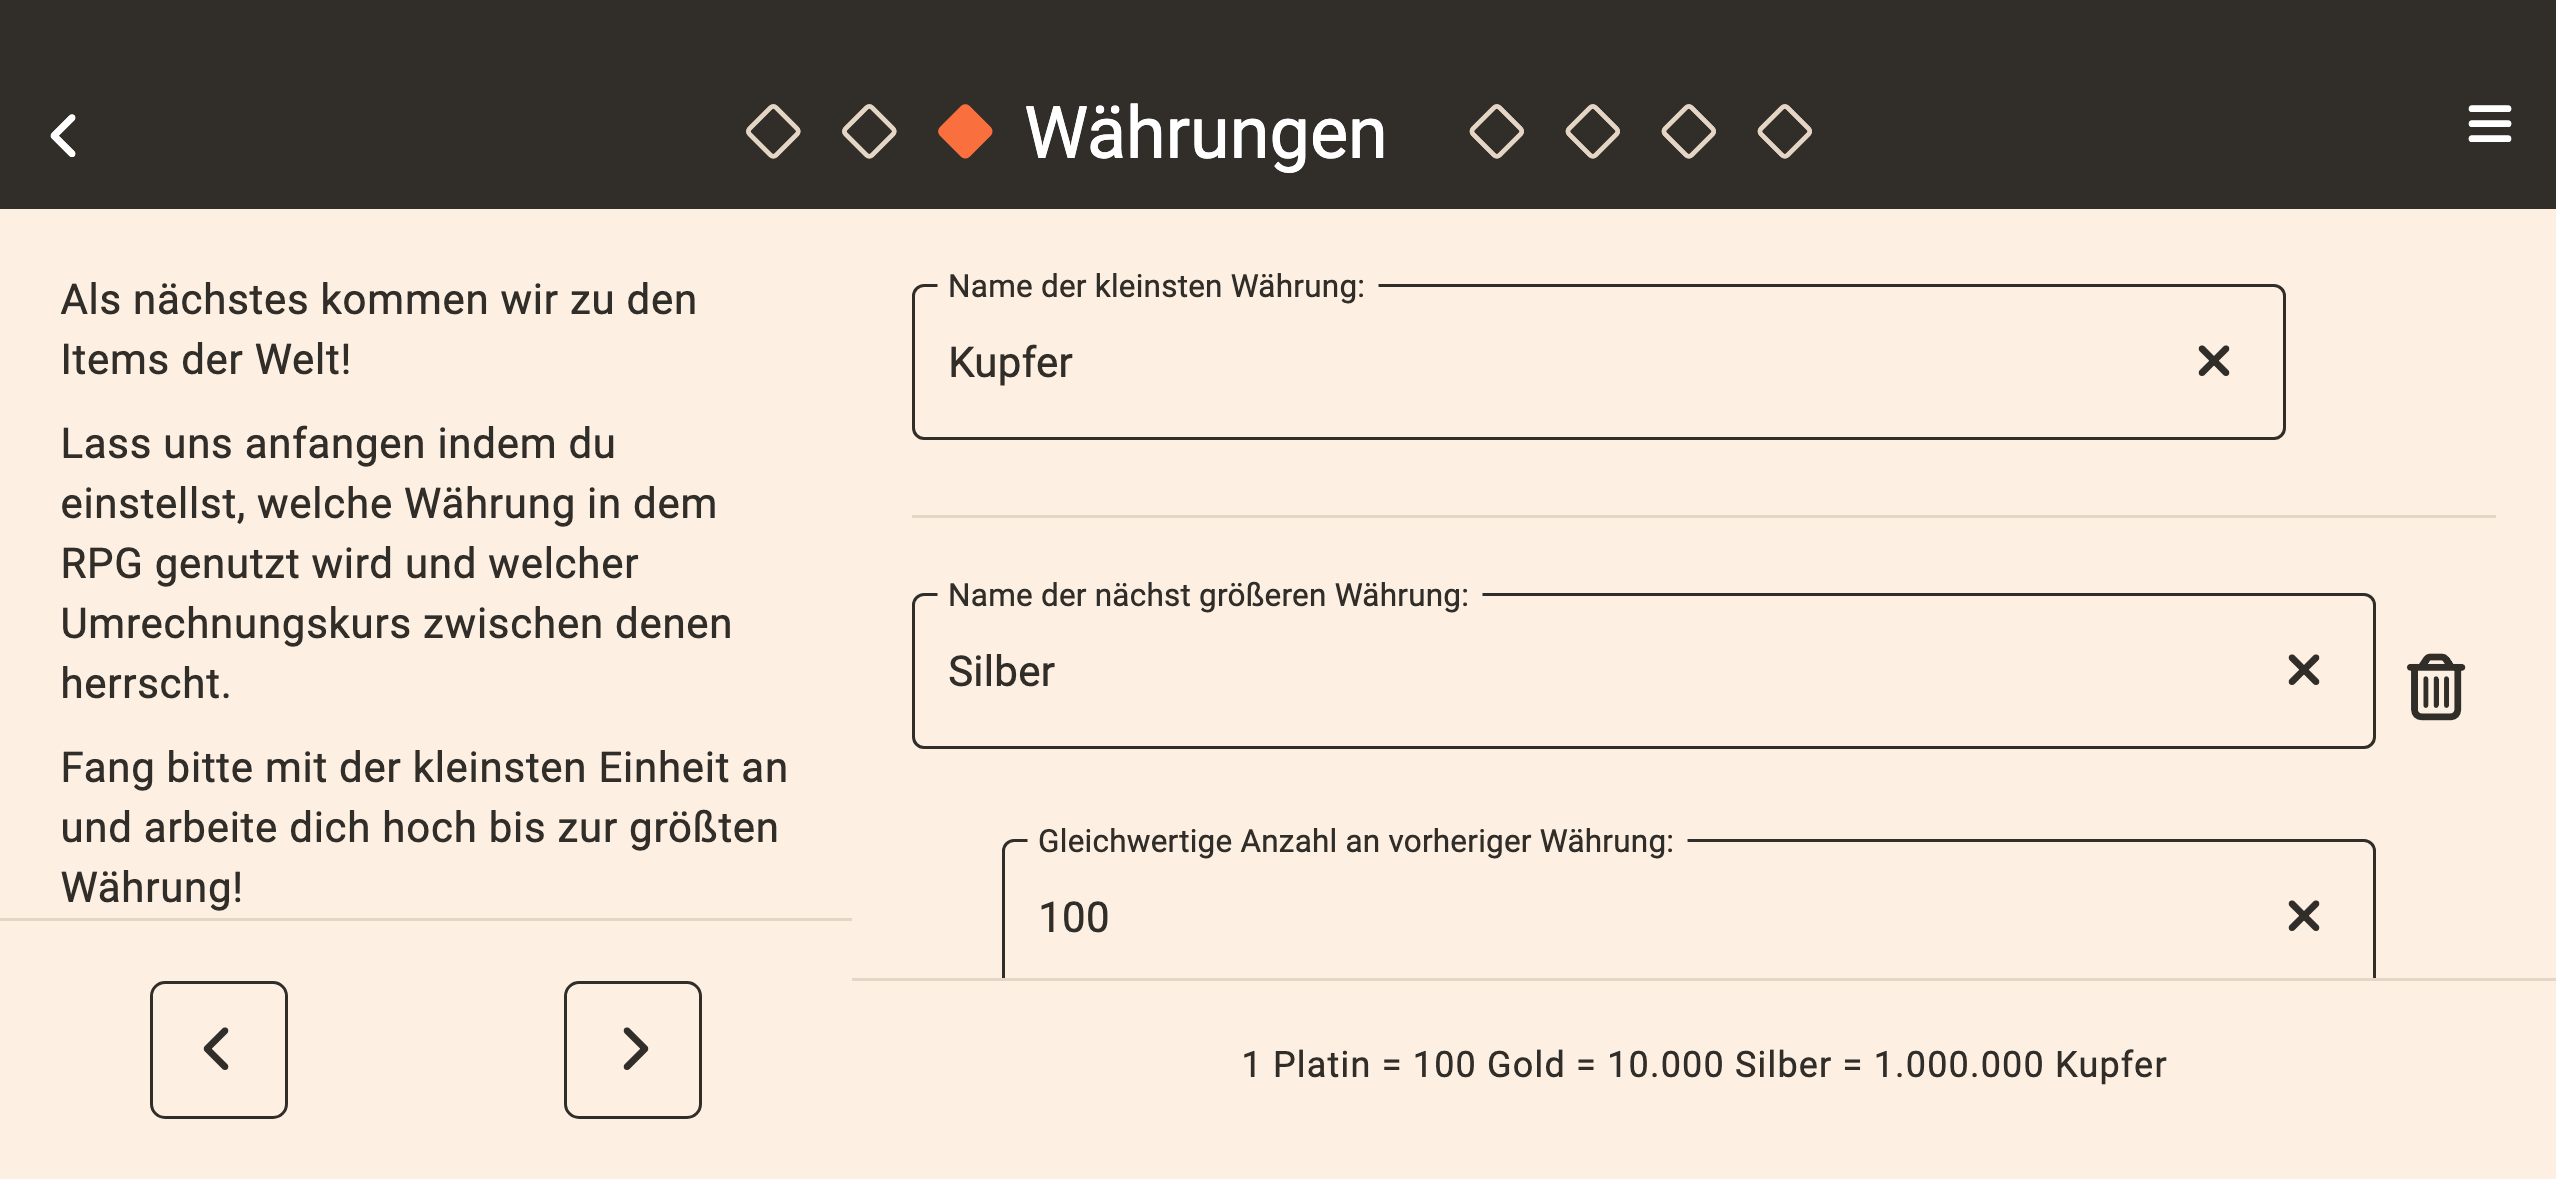 Währungen
Als nächstes kommen wir zu den
Items der Welt!
Lass uns anfangen indem du
einstellst, welche Währung in dem
RPG genutzt wird und welcher
Umrechnungskurs zwischen denen
herrscht.
Fang bitte mit der kleinsten Einheit an
und arbeite dich hoch bis zur größten
Währung!
Name der kleinsten Währung:
Kupfer
Name der nächst größeren Währung:
Silber
Gleichwertige Anzahl an vorheriger Währung:
100
1 Platin = 100 Gold = 10.000 Silber = 1.000.000 Kupfer